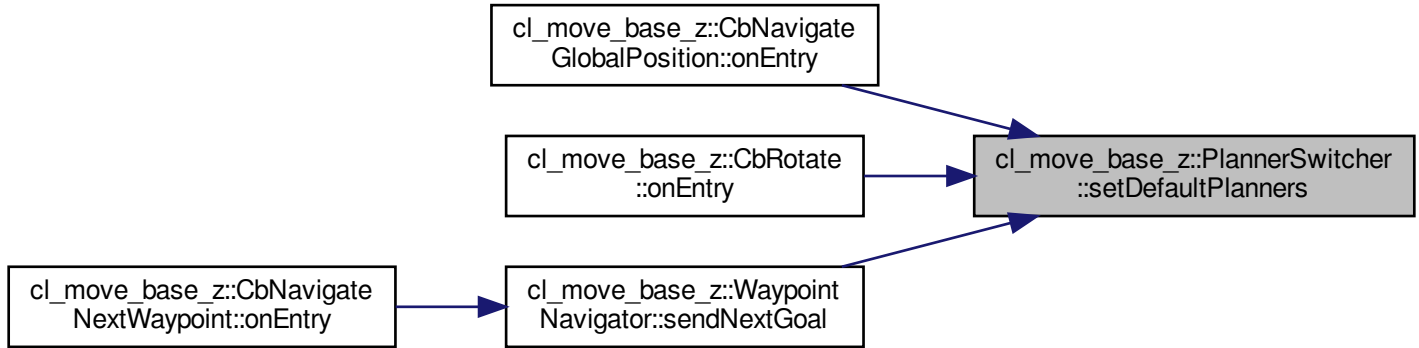 cl_move_base_z::CbNavigate
GlobalPosition::onEntry
cl_move_base_z::CbRotate
::onEntry
cl_move_base_z::PlannerSwitcher
::setDefaultPlanners
cl_move_base_z::CbNavigate
NextWaypoint::onEntry
cl_move_base_z::Waypoint
Navigator::sendNextGoal